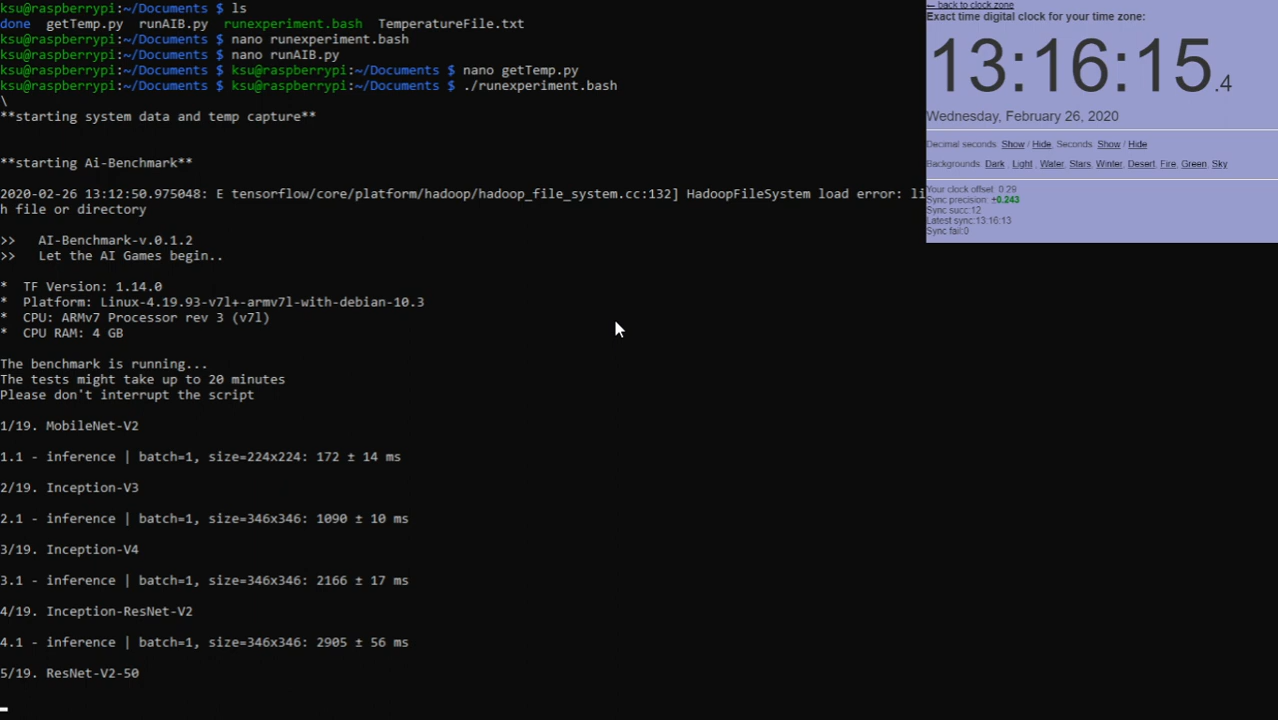 ksu@raspberrypi:~/Documents $ ls
done  getTemp.py  runAIB.py  runexperiment.bash  TemperatureFile.txt
ksu@raspberrypi:~/Documents $ nano runexperiment.bash
ksu@raspberrypi:~/Documents $ nano runAIB.py
ksu@raspberrypi:~/Documents $ ksu@raspberrypi:~/Documents $ nano getTemp.py
ksu@raspberrypi:~/Documents $ ksu@raspberrypi:~/Documents $ ./runexperiment.bash
\
**starting system data and temp capture**
**starting Ai-Benchmark**
2020-02-26 13:12:50.975048: E tensorflow/core/platform/hadoop/hadoop_file_system.cc:132] HadoopFileSystem load error: li
h file or directory
>>   AI-Benchmark-v.0.1.2
>>   Let the AI Games begin..
*  TF Version: 1.14.0
*  Platform: Linux-4.19.93-v7l+-armv7l-with-debian-10.3
*  CPU: ARMv7 Processor rev 3 (v7l)
*  CPU RAM: 4 GB
The benchmark is running...
The tests might take up to 20 minutes
Please don't interrupt the script
1/19. MobileNet-V2
1.1 - inference | batch=1, size=224x224: 172 ± 14 ms
2/19. Inception-V3
2.1 - inference | batch=1, size=346x346: 1090 ± 10 ms
3/19. Inception-V4
3.1 - inference | batch=1, size=346x346: 2166 ± 17 ms
4/19. Inception-ResNet-V2
4.1 - inference | batch=1, size=346x346: 2905 ± 56 ms
5/19. ResNet-V2-50
← back to clock zone
Exact time digital clock for your time zone:
13:16:15.4
Wednesday, February 26, 2020
Decimal seconds: Show / Hide, Seconds: Show / Hide
Backgrounds: Dark, Light, Water, Stars, Winter, Desert, Fire, Green, Sky
Your clock offset: 0.29
Sync precision: ±0.243
Sync succ:12
Latest sync:13:16:13
Sync fail:0